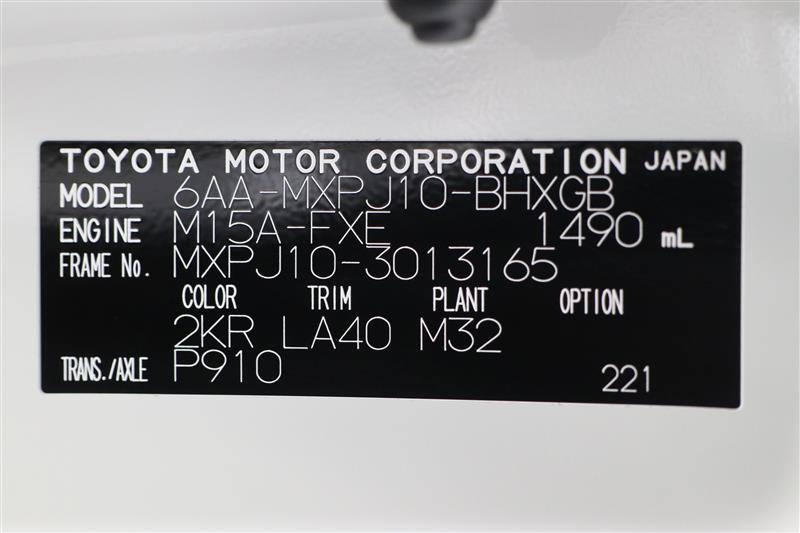 TOYOTA MOTOR CORPORATION JAPAN
MODEL 6AA-MXPJ10-BHXGB
ENGINE M15A-FXE 1490 mL
FRAME No. MXPJ10-3013165
COLOR TRIM PLANT OPTION
2KR LA40 M32
TRANS./AXLE P910 221